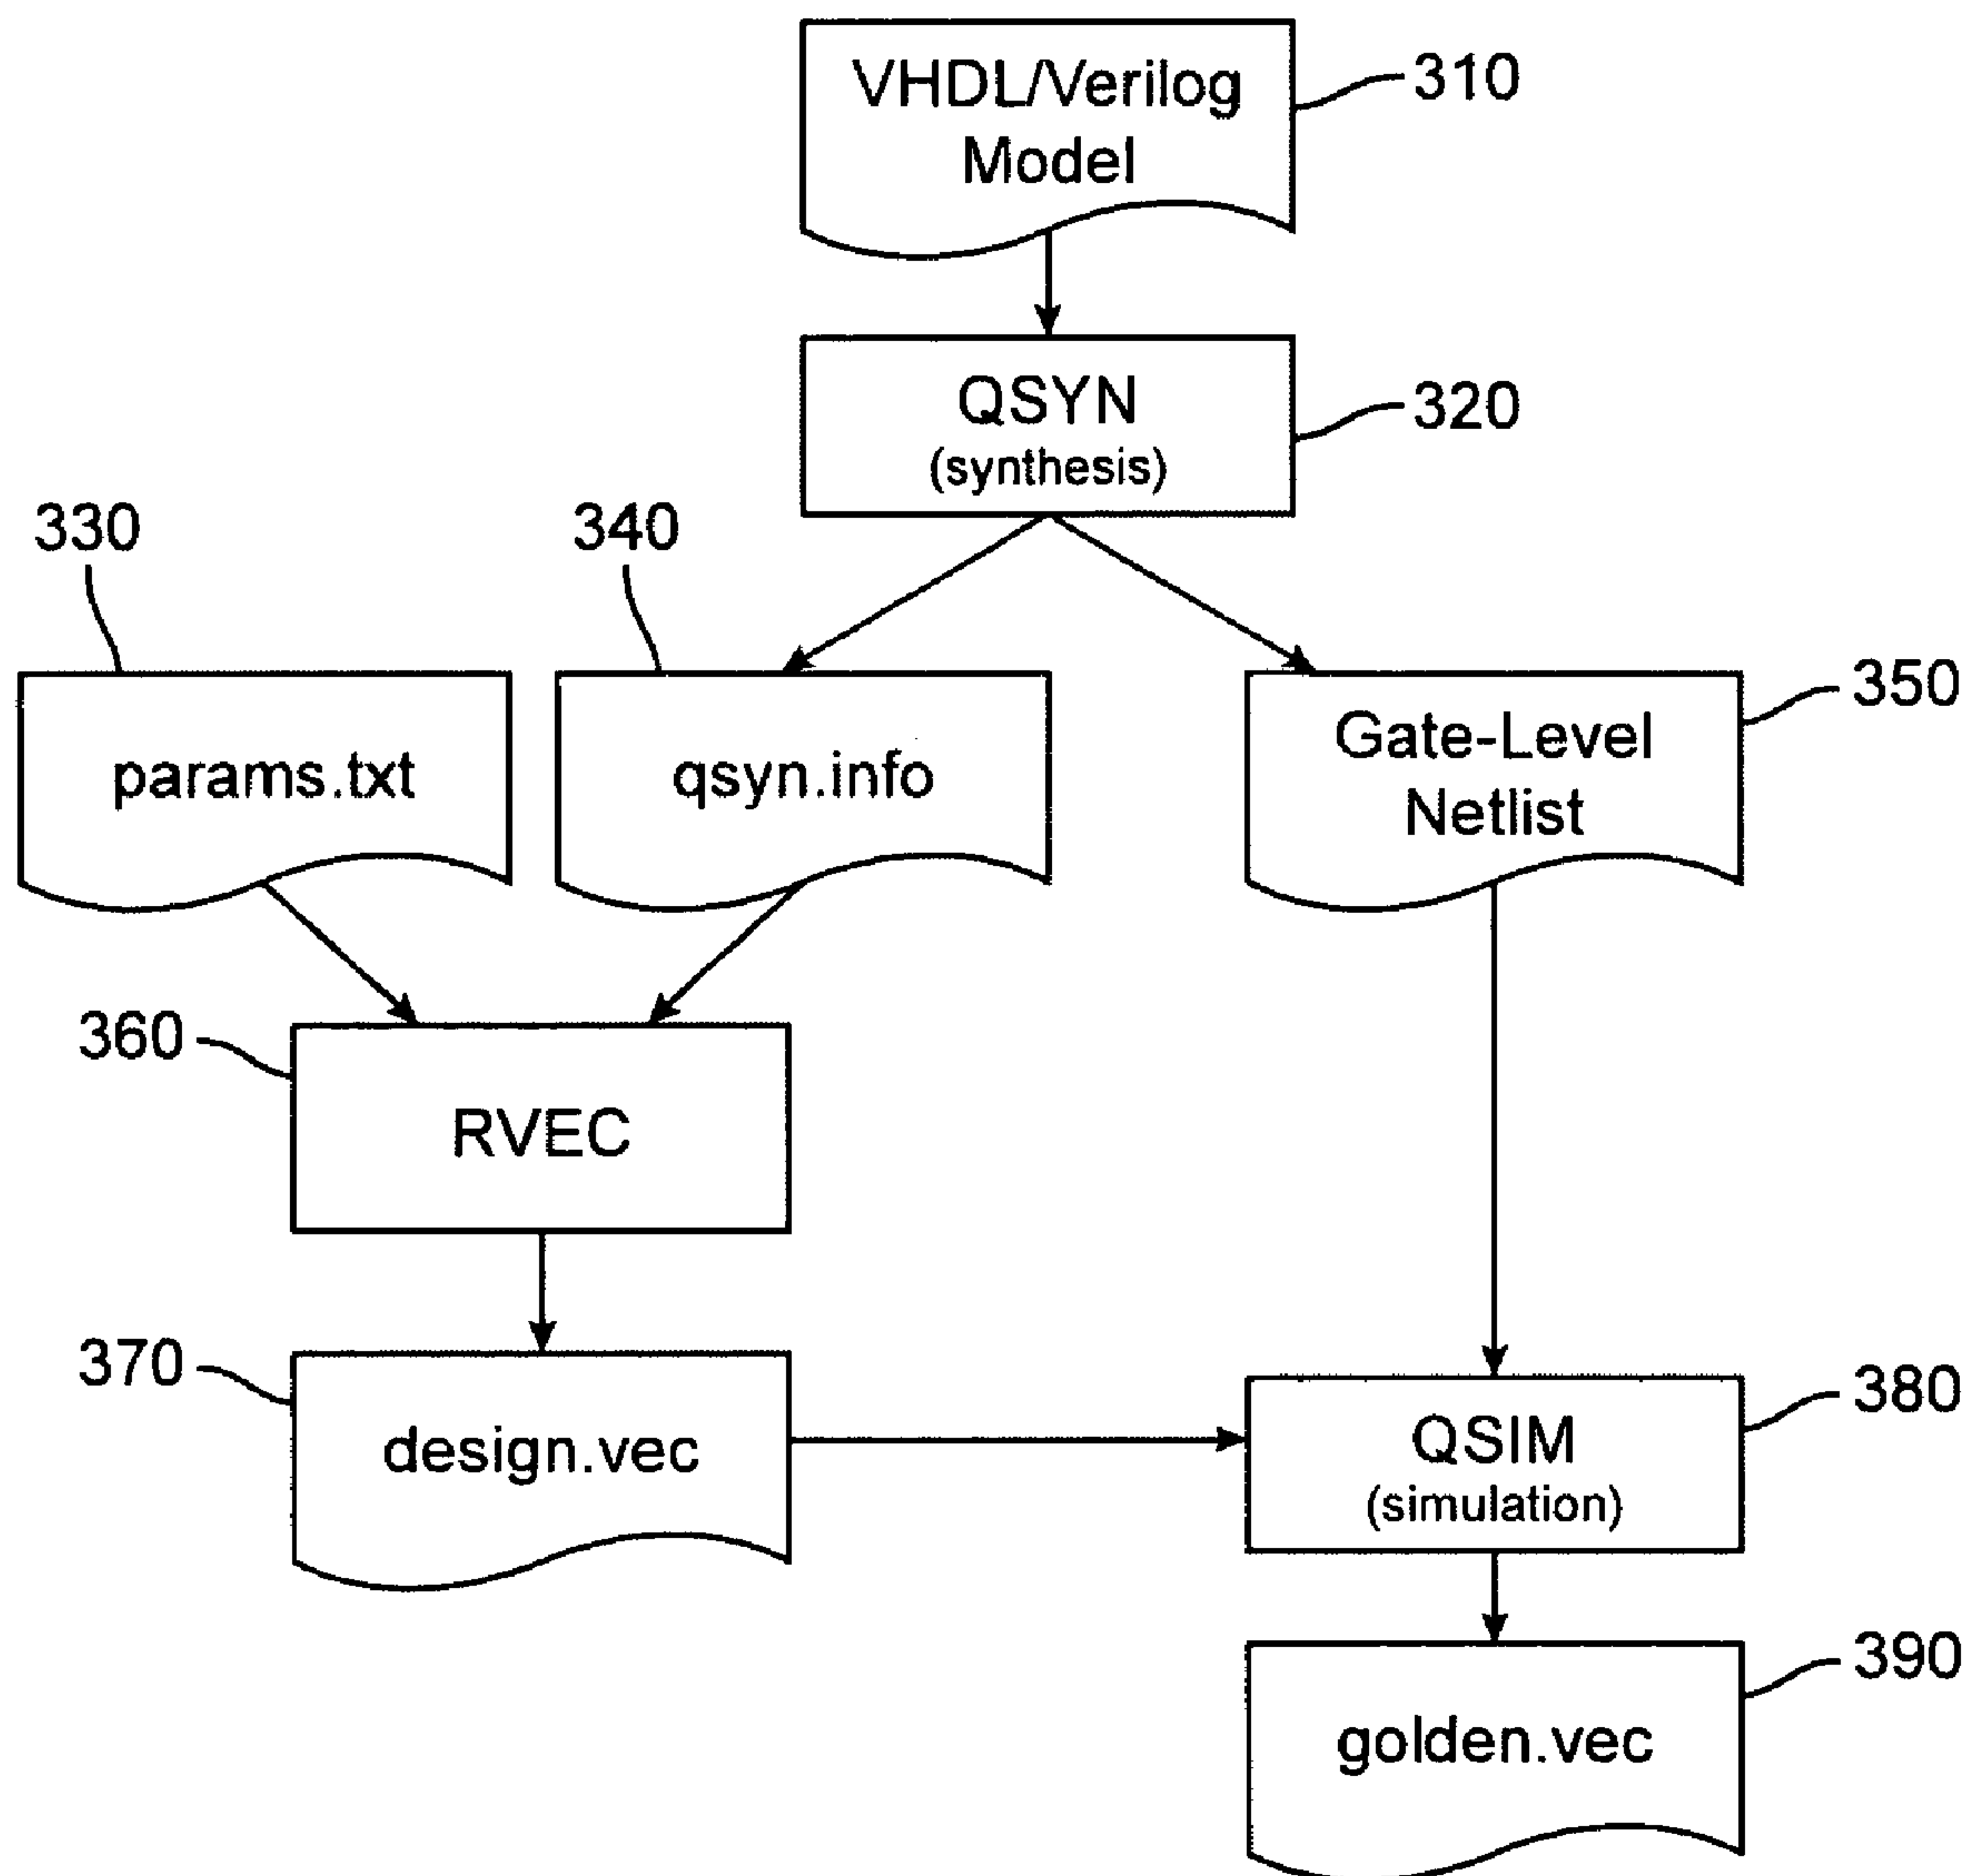 VHDL/Verilog
Model
310
QSYN
(synthesis)
320
330
340
params.txt
qsyn.info
Gate-Level
Netlist
350
360
RVEC
370
design.vec
QSIM
(simulation)
380
golden.vec
390